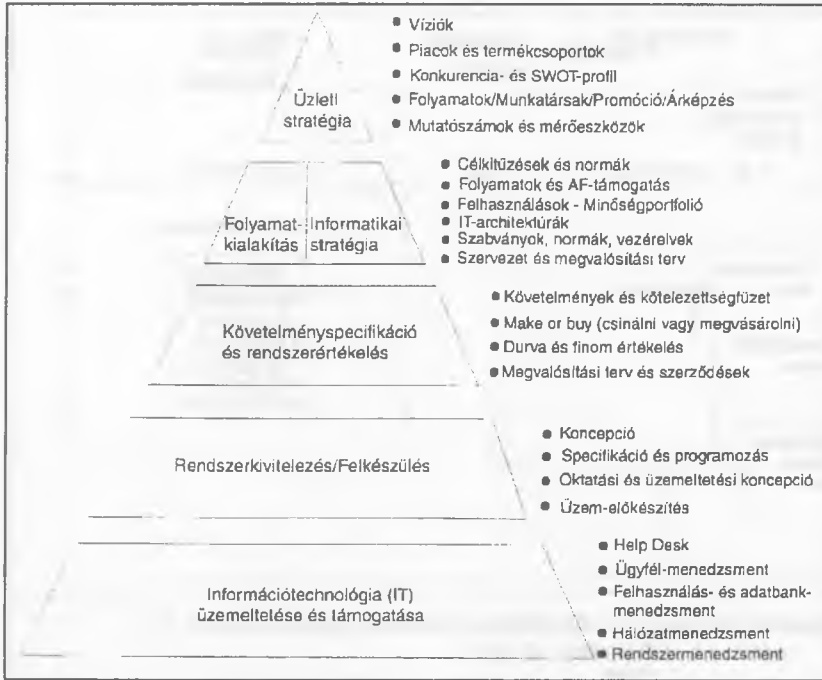 Üzleti
stratégia
• Víziók
• Piacok és termékcsoportok
• Konkurencia- és SWOT-profil
• Folyamatok/Munkatársak/Promóció/Árképzés
• Mutatószámok és mérőeszközök
Folyamat-
kialakítás
Informatikai
stratégia
• Célkitűzések és normák
• Folyamatok és AF-támogatás
• Felhasználások - Minőségportfolió
• IT-architektúrák
• Szabványok, normák, vezérelvek
• Szervezet és megvalósítási terv
Követelményspecifikáció
és rendszerértékelés
• Követelmények és kötelezettségfüzet
• Make or buy (csinálni vagy megvásárolni)
• Durva és finom értékelés
• Megvalósítási terv és szerződések
Rendszerkivitelezés/Felkészülés
• Koncepció
• Specifikáció és programozás
• Oktatási és üzemeltetési koncepció
• Üzem-előkészítés
Információtechnológia (IT)
üzemeltetése és támogatása
• Help Desk
• Ügyfél-menedzsment
• Felhasználás- és adatbank-
menedzsment
• Hálózatmenedzsment
• Rendszermenedzsment